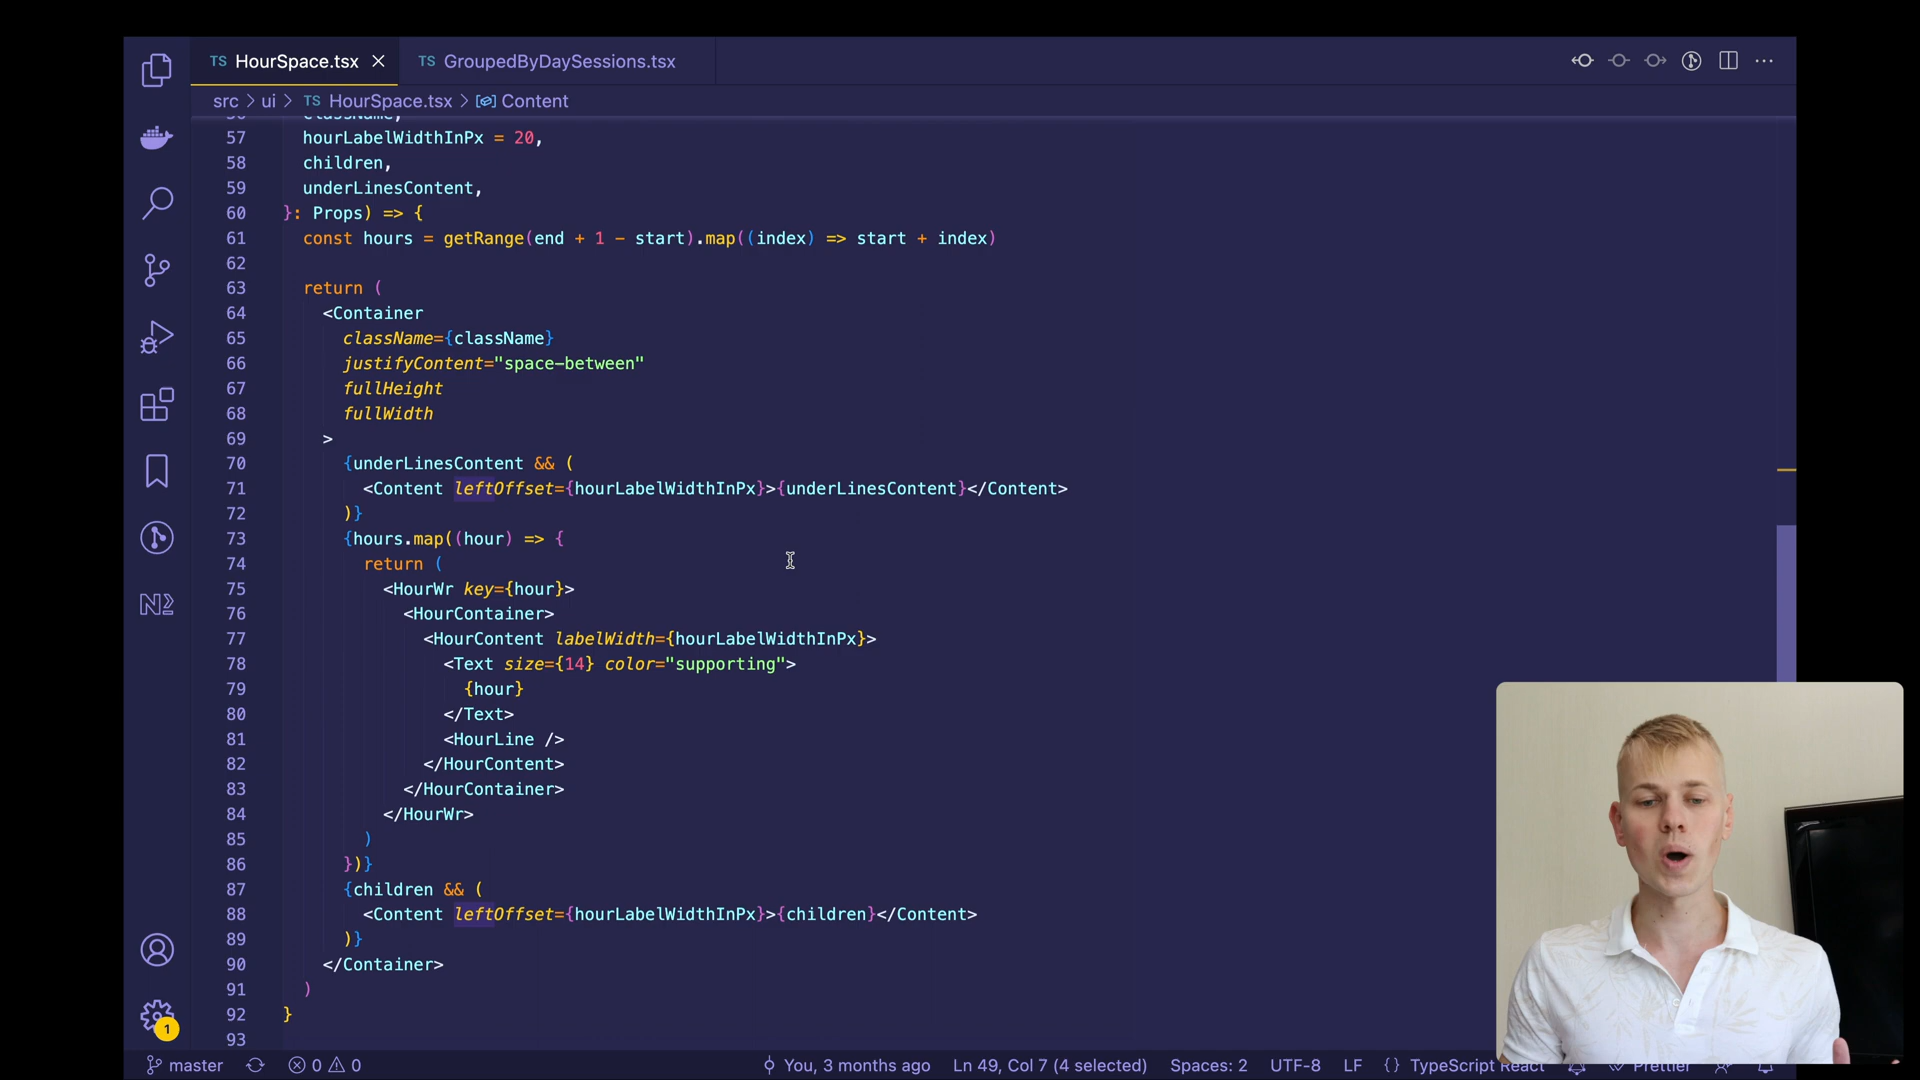 TS HourSpace.tsx
TS GroupedByDaySessions.tsx
src > ui > TS HourSpace.tsx > Content
className,
57 hourLabelWidthInPx = 20,
58 children,
59 underLinesContent,
60 }: Props) => {
61 const hours = getRange(end + 1 - start).map((index) => start + index)
62
63 return (
64 <Container
65 className={className}
66 justifyContent="space-between"
67 fullHeight
68 fullWidth
69 >
70 {underLinesContent && (
71 <Content leftOffset={hourLabelWidthInPx}>{underLinesContent}</Content>
72 )}
73 {hours.map((hour) => {
74 return (
75 <HourWr key={hour}>
76 <HourContainer>
77 <HourContent labelWidth={hourLabelWidthInPx}>
78 <Text size={14} color="supporting">
79 {hour}
80 </Text>
81 <HourLine />
82 </HourContent>
83 </HourContainer>
84 </HourWr>
85 )
86 })}
87 {children && (
88 <Content leftOffset={hourLabelWidthInPx}>{children}</Content>
89 )}
90 </Container>
91 )
92 }
93
1
master 0 0 You, 3 months ago Ln 49, Col 7 (4 selected) Spaces: 2 UTF-8 LF {} TypeScript React Prettier